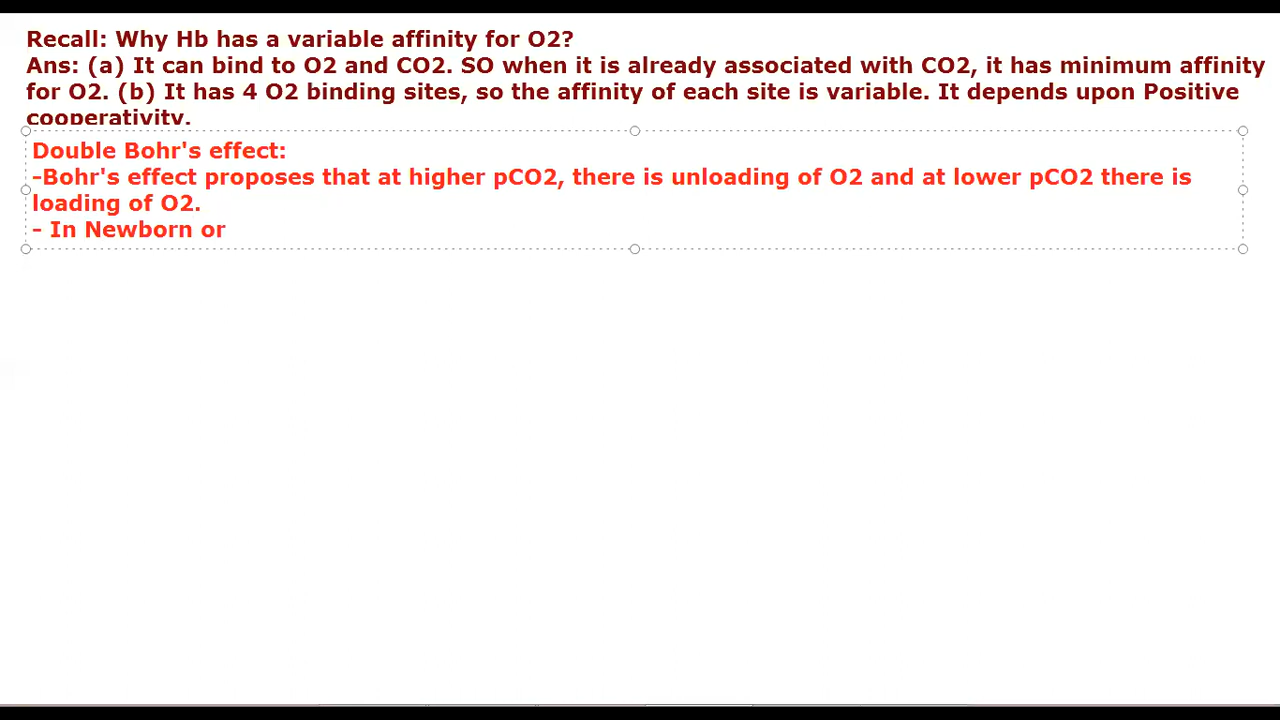 Recall: Why Hb has a variable affinity for O2?
Ans: (a) It can bind to O2 and CO2. SO when it is already associated with CO2, it has minimum affinity
for O2. (b) It has 4 O2 binding sites, so the affinity of each site is variable. It depends upon Positive
cooperativity.
Double Bohr's effect:
-Bohr's effect proposes that at higher pCO2, there is unloading of O2 and at lower pCO2 there is
loading of O2.
- In Newborn or